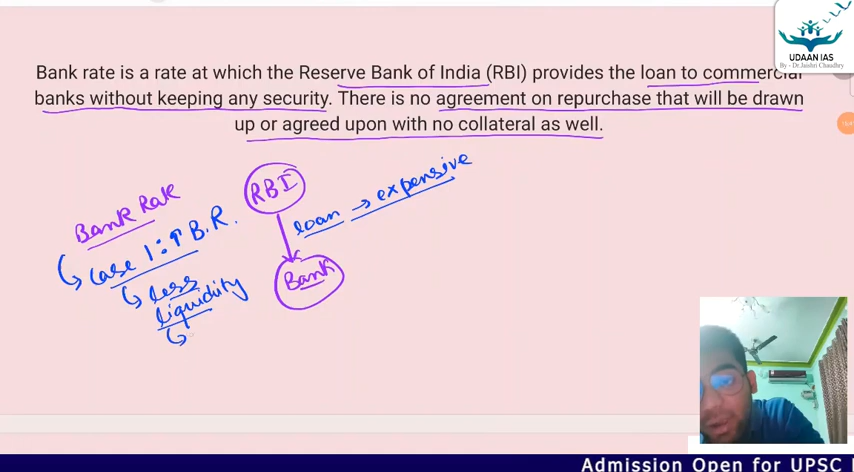 UDAAN IAS
By - Dr.Jaishri Chaudhry
Bank rate is a rate at which the Reserve Bank of India (RBI) provides the loan to commercial
banks without keeping any security. There is no agreement on repurchase that will be drawn
up or agreed upon with no collateral as well.
Bank Rate
RBI
loan → expensive
Case 1: ↑ B.R.
Bank
less
liquidity
Admission Open for UPSC